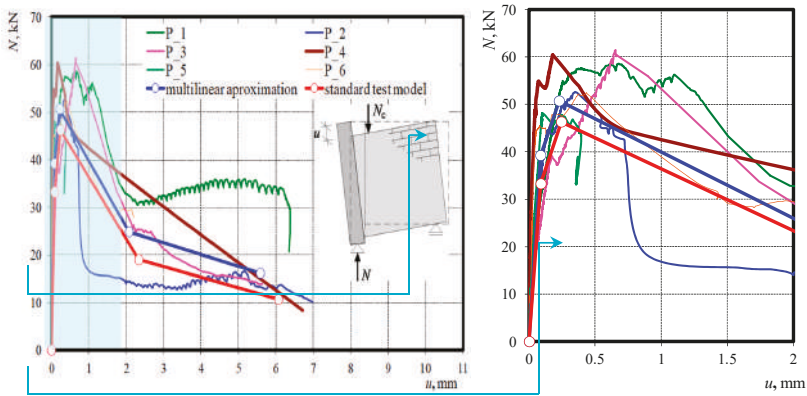 N, kN
70
60
50
40
30
20
10
0
0 1 2 3 4 5 6 7 8 9 10 11
u, mm
P_1 P_2
P_3 P_4
P_5 P_6
multilinear aproximation standard test model
N_c
u
N
N, kN
70
60
50
40
30
20
10
0
0 0.5 1 1.5 2
u, mm